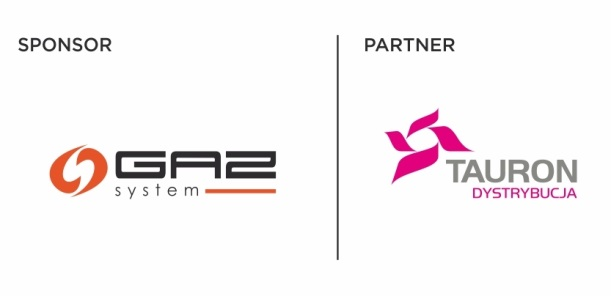 SPONSOR
GAZ
system
PARTNER
TAURON
DYSTRYBUCJA